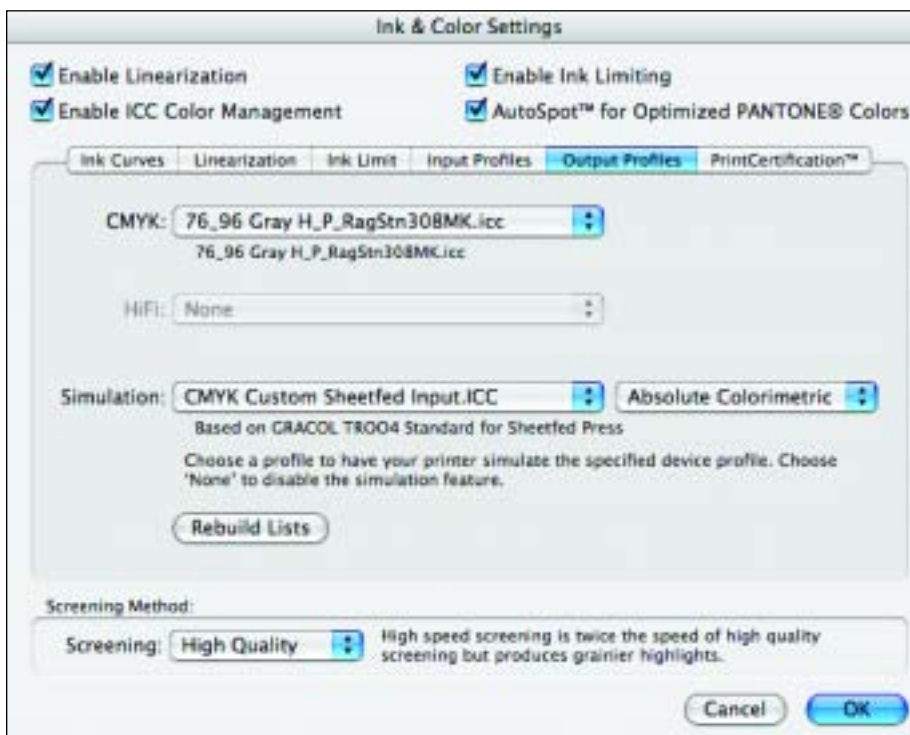 Ink & Color Settings
Enable Linearization
Enable Ink Limiting
Enable ICC Color Management
AutoSpot™ for Optimized PANTONE® Colors
Ink Curves
Linearization
Ink Limit
Input Profiles
Output Profiles
PrintCertification™
CMYK: 76_96 Gray H_P_RagStn308MK.icc
76_96 Gray H_P_RagStn308MK.icc
HiFi: None
Simulation: CMYK Custom Sheetfed Input.ICC Absolute Colorimetric
Based on GRACOL TROO4 Standard for Sheetfed Press
Choose a profile to have your printer simulate the specified device profile. Choose
'None' to disable the simulation feature.
Rebuild Lists
Screening Method:
Screening: High Quality
High speed screening is twice the speed of high quality
screening but produces grainier highlights.
Cancel
OK